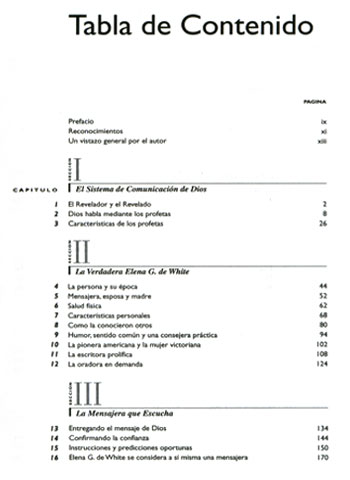 Tabla de Contenido
PAGINA
Prefacio ix
Reconocimientos xi
Un vistazo general por el autor xiii
SECCION I
CAPITULO El Sistema de Comunicación de Dios
1 El Revelador y el Revelado 2
2 Dios habla mediante los profetas 8
3 Características de los profetas 26
SECCION II
La Verdadera Elena G. de White
4 La persona y su época 44
5 Mensajera, esposa y madre 52
6 Salud física 62
7 Características personales 68
8 Como la conocieron otros 80
9 Humor, sentido común y una consejera práctica 94
10 La pionera americana y la mujer victoriana 102
11 La escritora prolífica 108
12 La oradora en demanda 124
SECCION III
La Mensajera que Escucha
13 Entregando el mensaje de Dios 134
14 Confirmando la confianza 144
15 Instrucciones y predicciones oportunas 150
16 Elena G. de White se considera a sí misma una mensajera 170